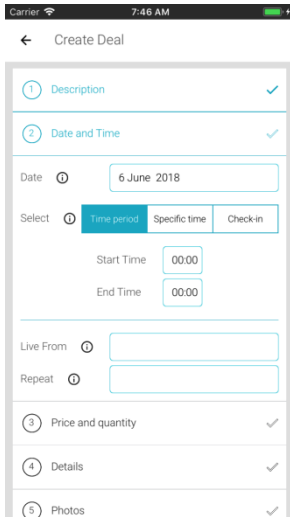 Carrier 7:46 AM
Create Deal
1 Description
2 Date and Time
Date 6 June 2018
Select Time period Specific time Check-in
Start Time 00:00
End Time 00:00
Live From
Repeat
3 Price and quantity
4 Details
5 Photos